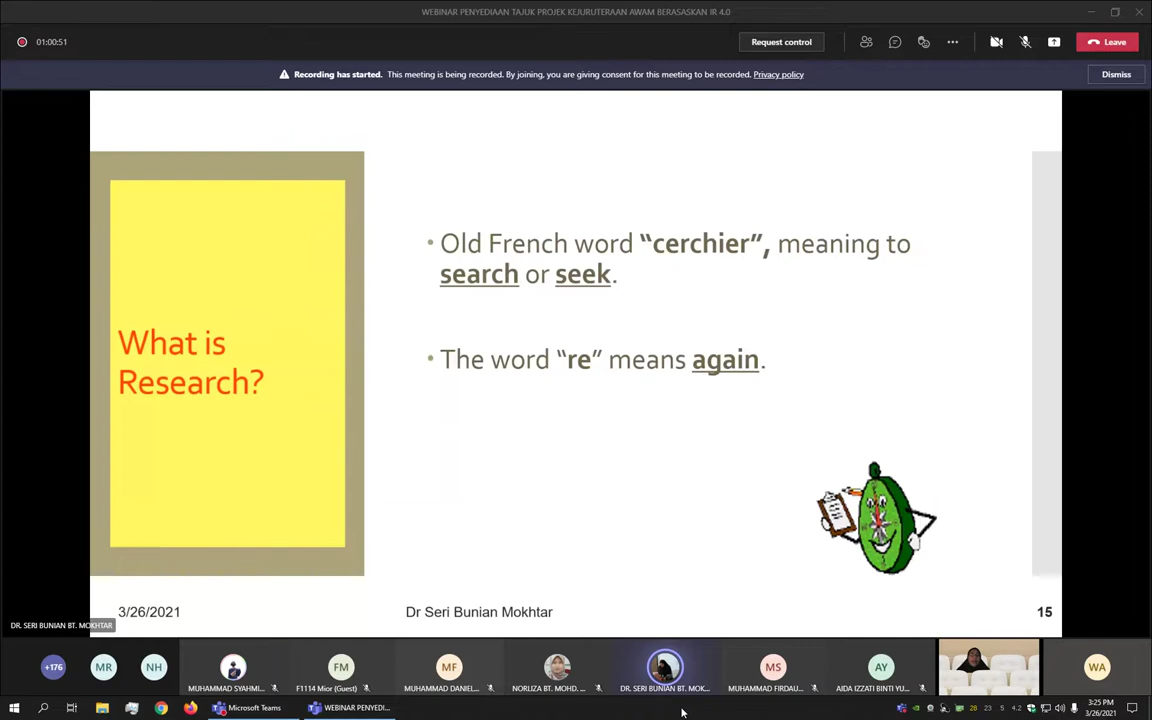 WEBINAR PENYEDIAAN TAJUK PROJEK KEJURUTERAAN AWAM BERASASKAN IR 4.0
01:00:51
Request control
Leave
Recording has started. This meeting is being recorded. By joining, you are giving consent for this meeting to be recorded. Privacy policy
Dismiss
What is
Research?
• Old French word “cerchier”, meaning to
search or seek.
• The word “re” means again.
3/26/2021
Dr Seri Bunian Mokhtar
15
DR. SERI BUNIAN BT. MOKHTAR
+176
MR
NH
FM
MF
MS
AY
WA
MUHAMMAD SYAHMI...
F1114 Mior (Guest)
MUHAMMAD DANIEL...
NORLIZA BT. MOHD. ...
DR. SERI BUNIAN BT. MOK...
MUHAMMAD FIRDAU...
AIDA IZZATI BINTI YU...
Microsoft Teams
WEBINAR PENYEDI...
28
23
5
4.2
3:25 PM
3/26/2021